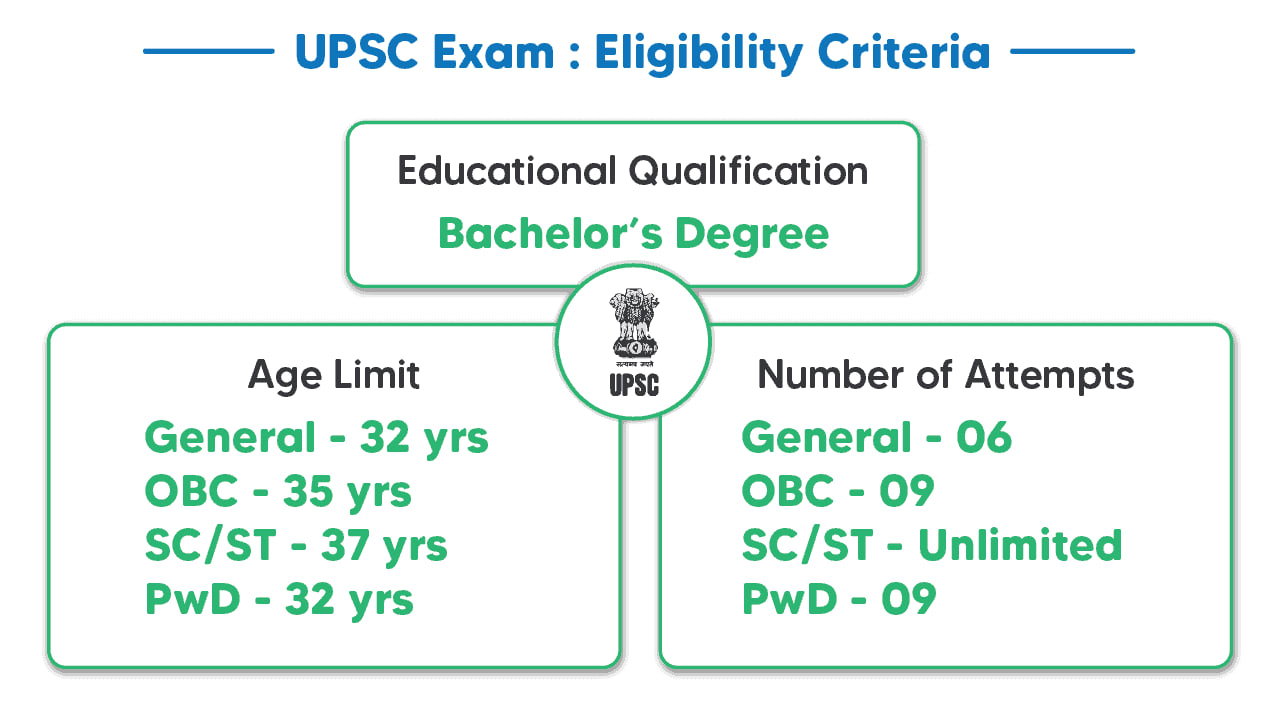 UPSC Exam : Eligibility Criteria
Educational Qualification
Bachelor’s Degree
सत्यमेव जयते
UPSC
Age Limit
General - 32 yrs
OBC - 35 yrs
SC/ST - 37 yrs
PwD - 32 yrs
Number of Attempts
General - 06
OBC - 09
SC/ST - Unlimited
PwD - 09